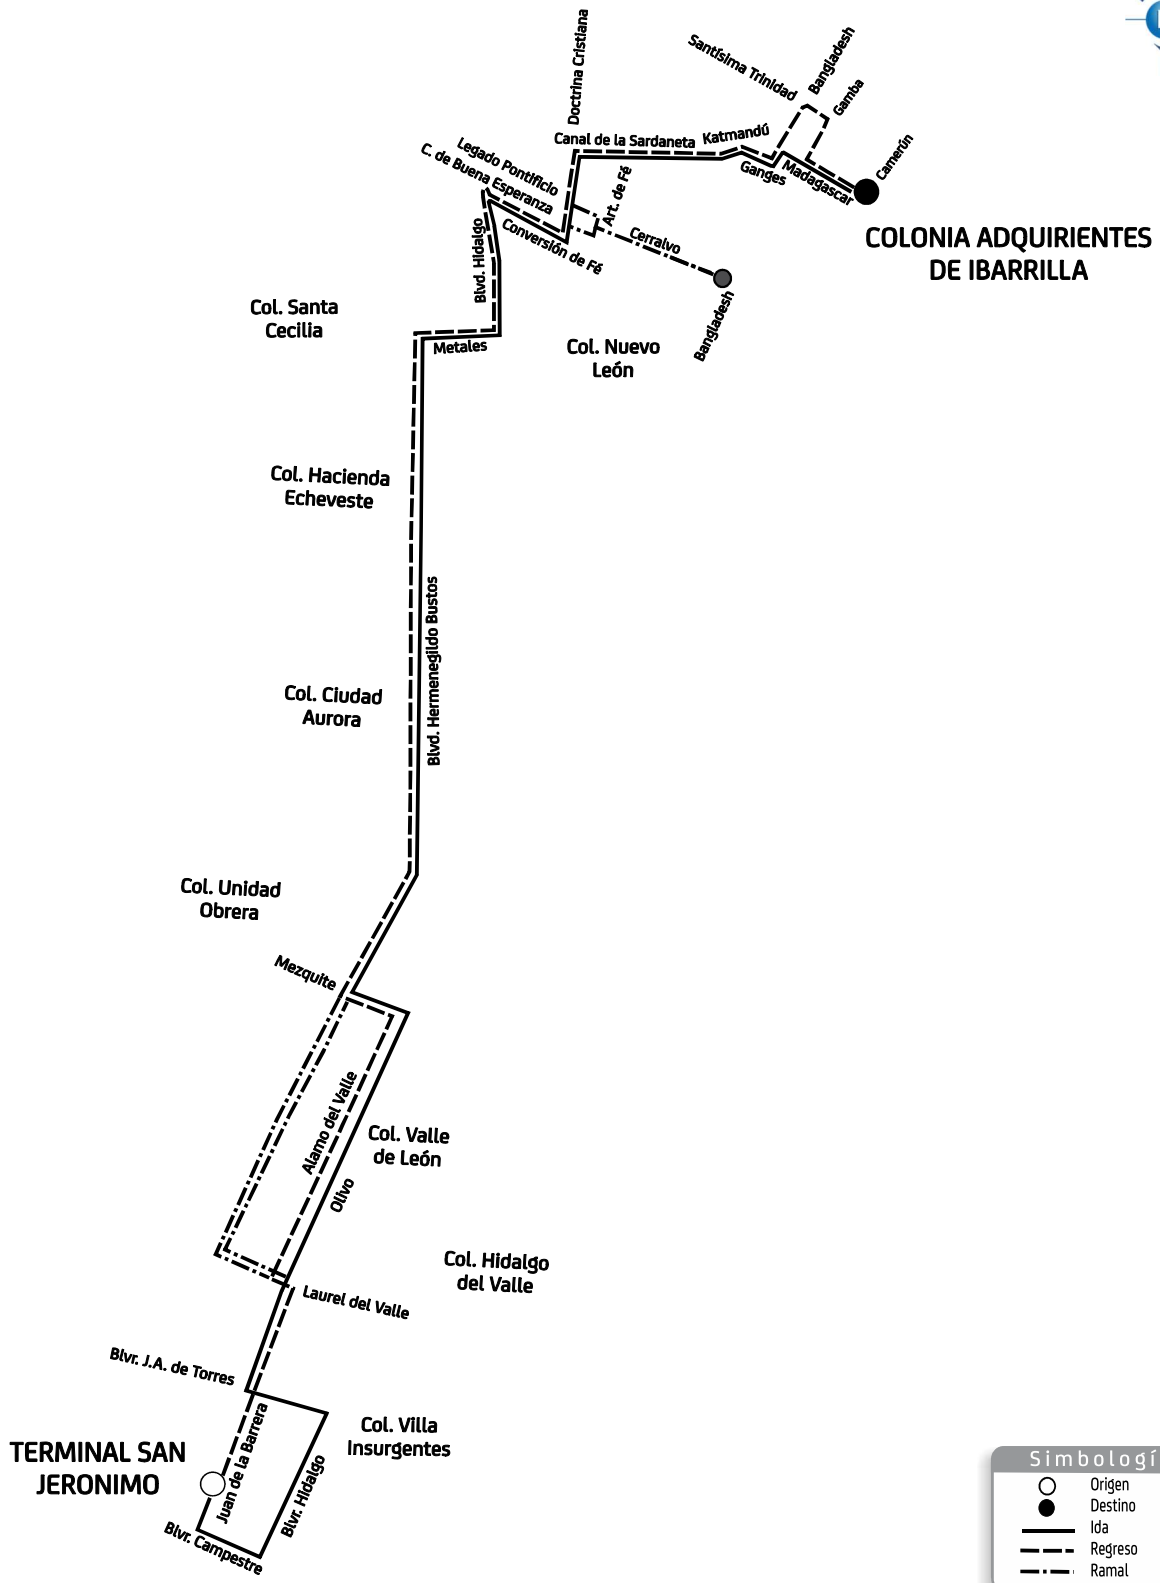 Doctrina Cristiana
Santísima Trinidad
Bangladesh
Gamba
Legado Pontificio
C. de Buena Esperanza
Canal de la Sardaneta
Katmandú
Ganges
Madagascar
Camerún
Art. de Fé
Cerralvo
Conversión de Fé
Blvd. Hidalgo
COLONIA ADQUIRIENTES
DE IBARRILLA
Bangladesh
Col. Santa
Cecilia
Metales
Col. Nuevo
León
Col. Hacienda
Echeveste
Blvd. Hermenegildo Bustos
Col. Ciudad
Aurora
Col. Unidad
Obrera
Mezquite
Alamo del Valle
Col. Valle
de León
Olivo
Col. Hidalgo
del Valle
Laurel del Valle
Blvr. J.A. de Torres
Juan de la Barrera
Col. Villa
Insurgentes
TERMINAL SAN
JERONIMO
Blvr. Hidalgo
Blvr. Campestre
Simbologí
Origen
Destino
Ida
Regreso
Ramal